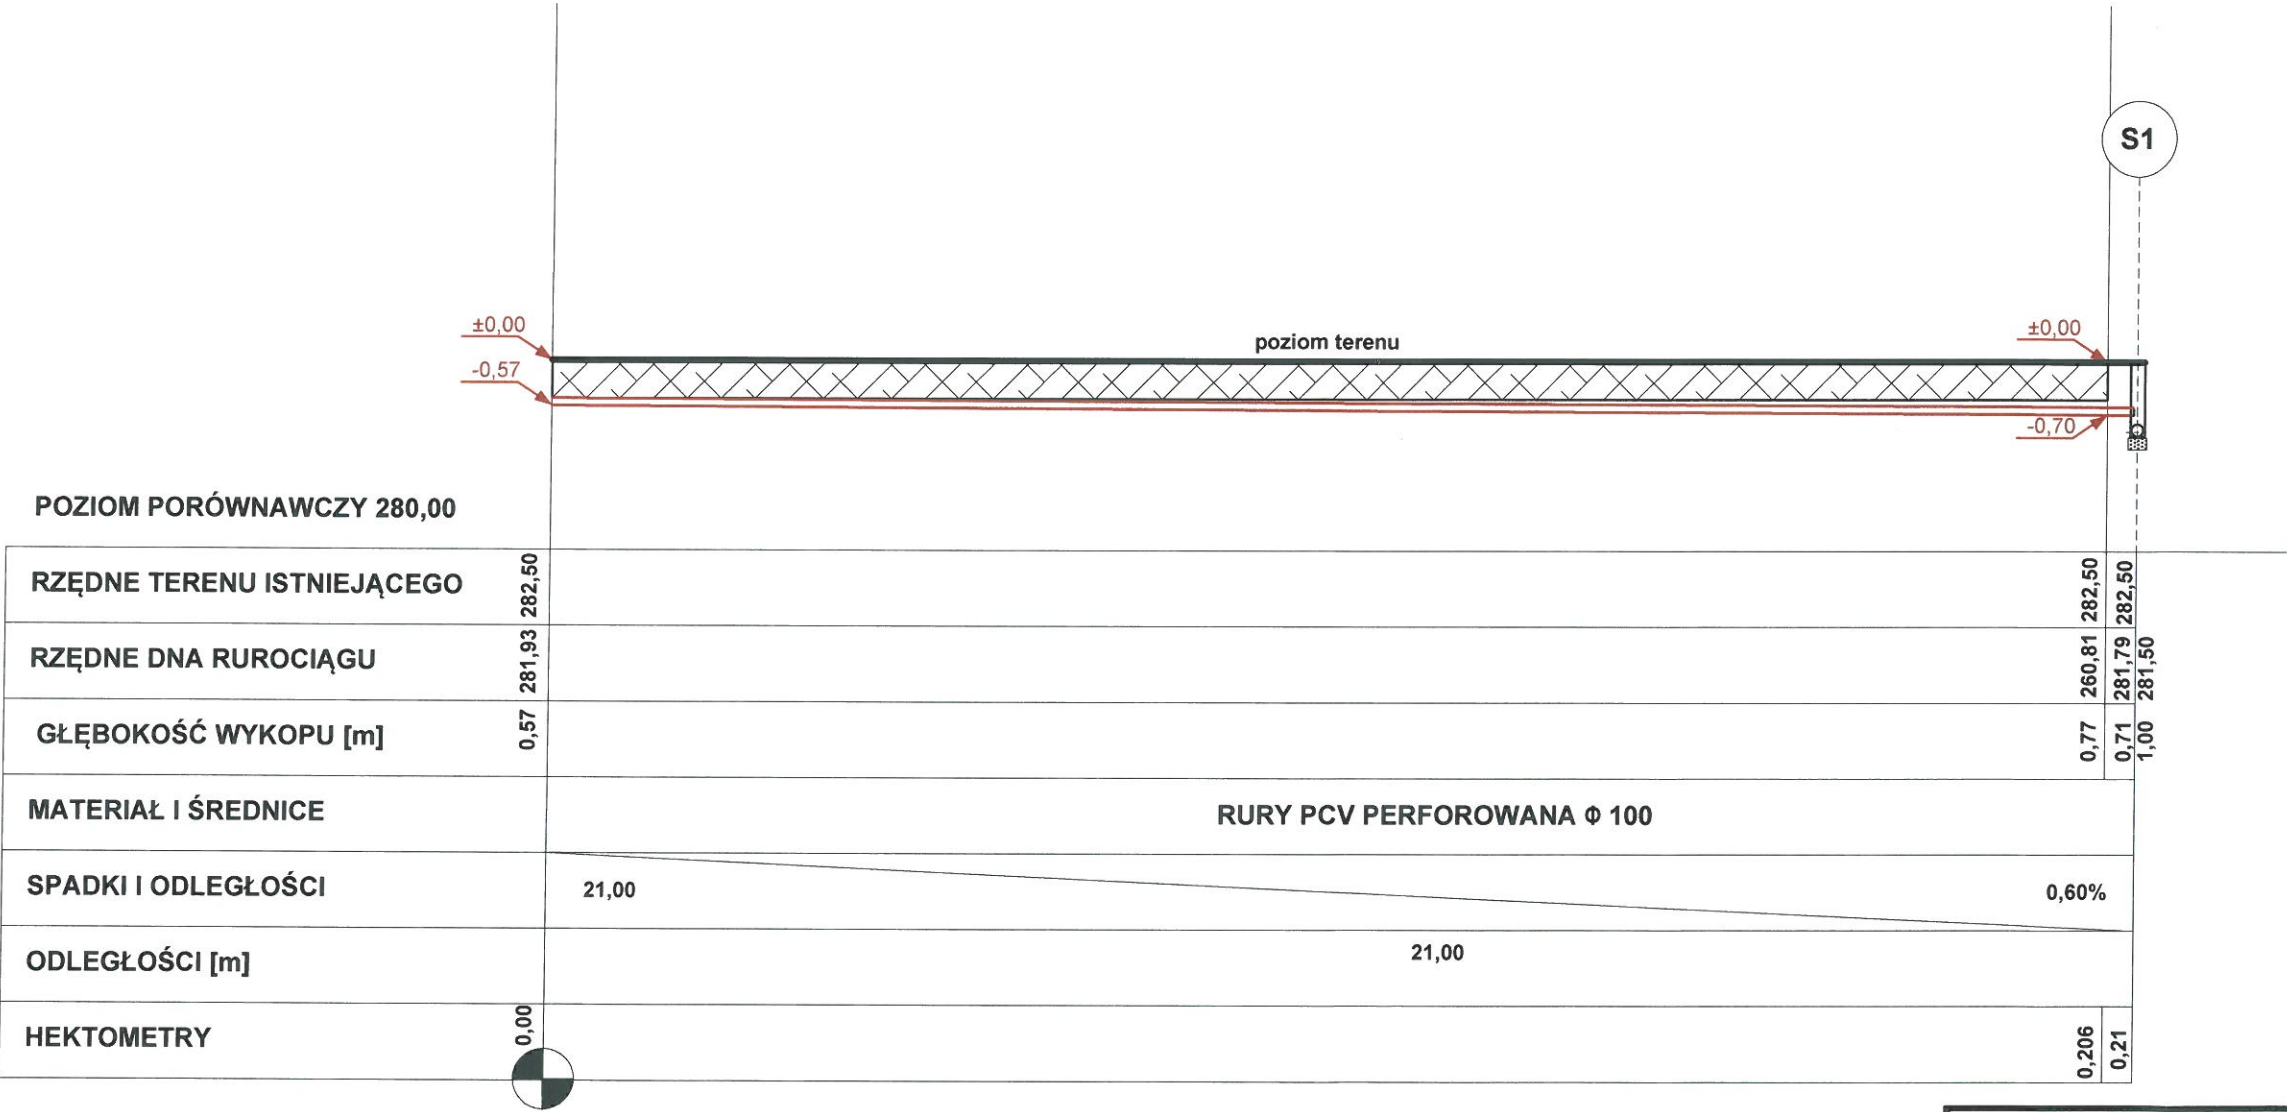 S1
±0,00
-0,57
poziom terenu
±0,00
-0,70
POZIOM PORÓWNAWCZY 280,00
RZĘDNE TERENU ISTNIEJĄCEGO 282,50 282,50 282,50
RZĘDNE DNA RUROCIĄGU 281,93 260,81 281,79 281,50
GŁĘBOKOŚĆ WYKOPU [m] 0,57 0,77 0,71 1,00
MATERIAŁ I ŚREDNICE RURY PCV PERFOROWANA Φ 100
SPADKI I ODLEGŁOŚCI 21,00 0,60%
ODLEGŁOŚCI [m] 21,00
HEKTOMETRY 0,00 0,206 0,21